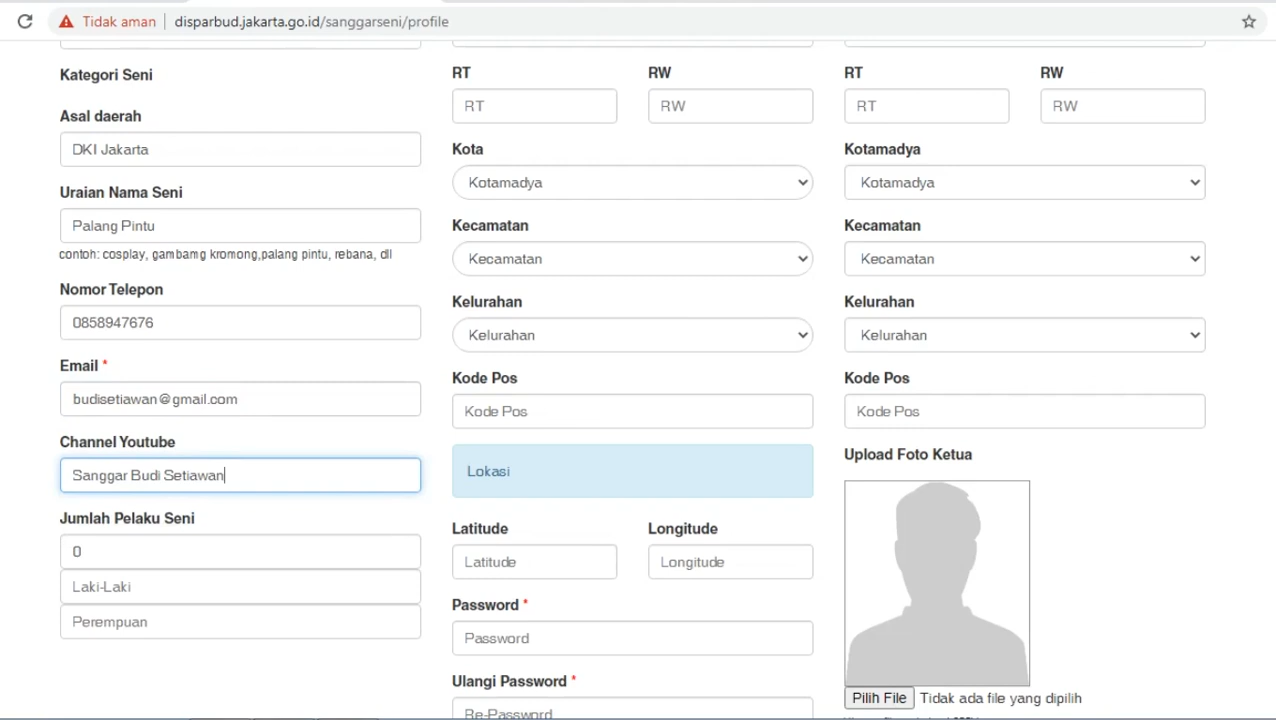 Tidak aman
disparbud.jakarta.go.id/sanggarseni/profile
Kategori Seni
Asal daerah
DKI Jakarta
Uraian Nama Seni
Palang Pintu
contoh: cosplay, gambamg kromong,palang pintu, rebana, dll
Nomor Telepon
0858947676
Email *
budisetiawan@gmail.com
Channel Youtube
Sanggar Budi Setiawan
Jumlah Pelaku Seni
0
Laki-Laki
Perempuan
RT RW
RT RW
Kota
Kotamadya
Kecamatan
Kecamatan
Kelurahan
Kelurahan
Kode Pos
Kode Pos
Lokasi
Latitude Longitude
Latitude Longitude
Password *
Password
Ulangi Password *
Re-Password
RT RW
RT RW
Kotamadya
Kotamadya
Kecamatan
Kecamatan
Kelurahan
Kelurahan
Kode Pos
Kode Pos
Upload Foto Ketua
Pilih File Tidak ada file yang dipilih